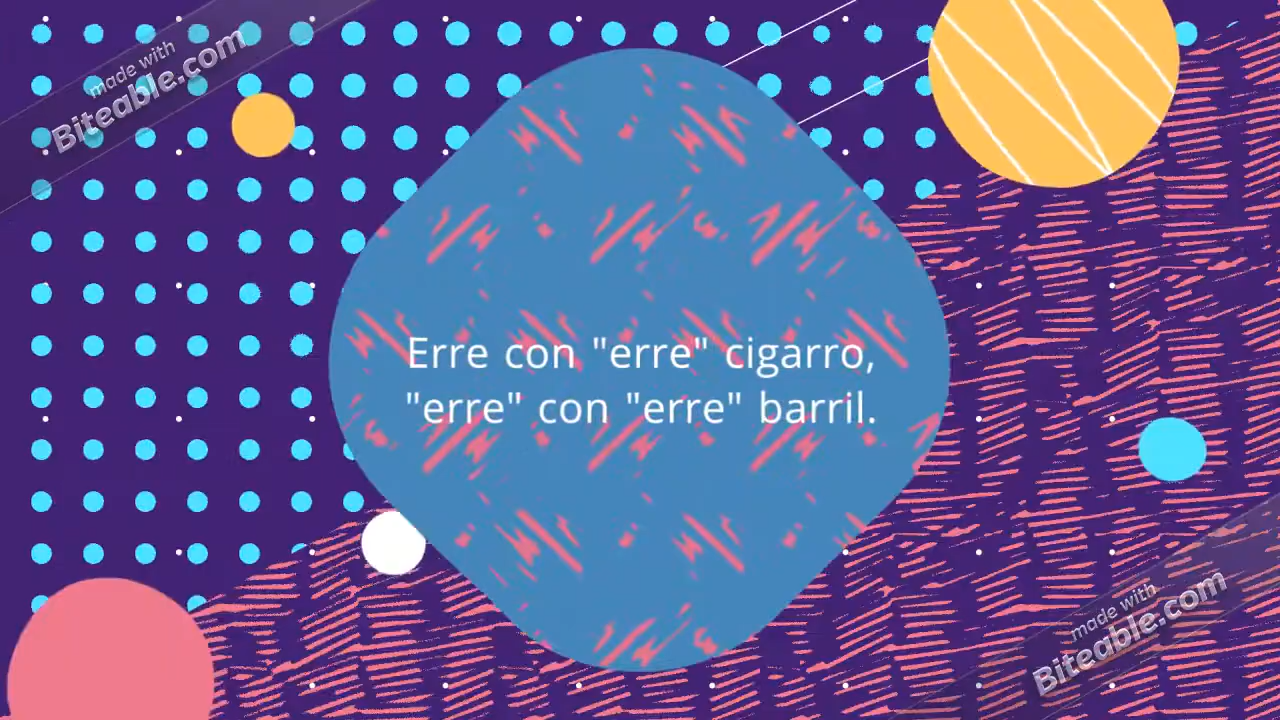 made with
Biteable.com
Erre con "erre" cigarro,
"erre" con "erre" barril.
made with
Biteable.com